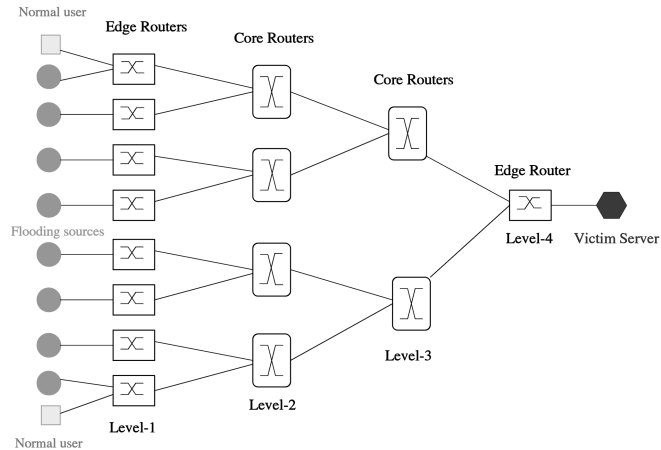 Normal user
Edge Routers
Core Routers
Core Routers
Edge Router
Flooding sources
Level-4
Victim Server
Level-3
Level-2
Level-1
Normal user